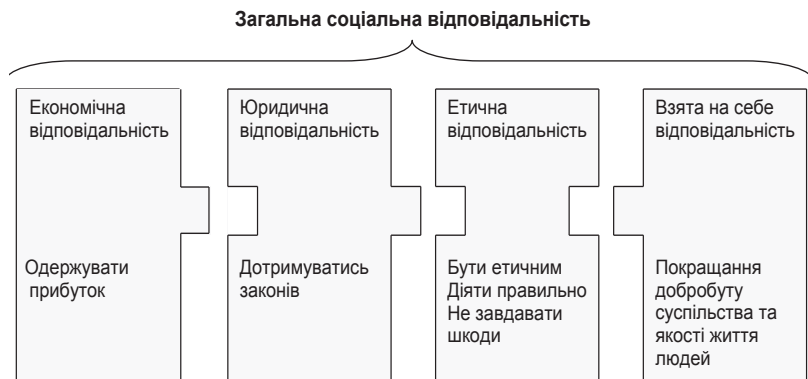 Загальна соціальна відповідальність
Економічна
відповідальність
Одержувати
прибуток
Юридична
відповідальність
Дотримуватись
законів
Етична
відповідальність
Бути етичним
Діяти правильно
Не завдавати
шкоди
Взята на себе
відповідальність
Покращання
добробуту
суспільства та
якості життя
людей